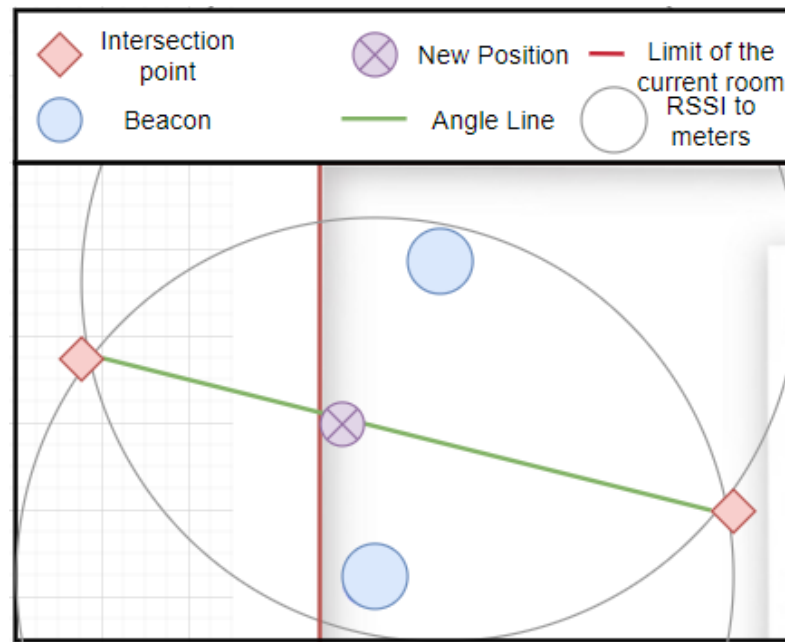 Intersection
point
New Position
Limit of the
current room
Beacon
Angle Line
RSSI to
meters